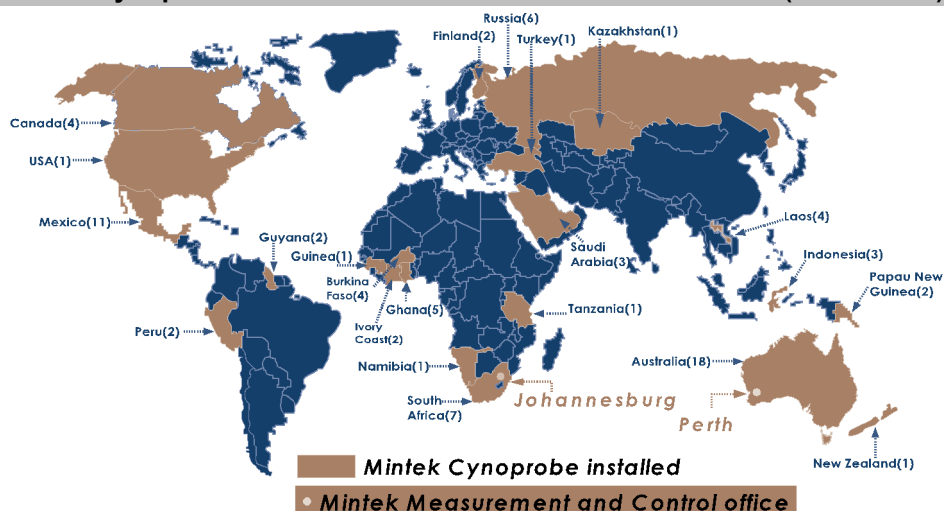 Russia(6)
Finland(2)
Turkey(1)
Kazakhstan(1)
Canada(4)
USA(1)
Mexico(11)
Guyana(2)
Guinea(1)
Burkina
Faso(4)
Ghana(5)
Ivory
Coast(2)
Saudi
Arabia(3)
Laos(4)
Indonesia(3)
Papau New
Guinea(2)
Peru(2)
Tanzania(1)
Namibia(1)
South
Africa(7)
Johannesburg
Australia(18)
Perth
New Zealand(1)
Mintek Cynoprobe installed
Mintek Measurement and Control office